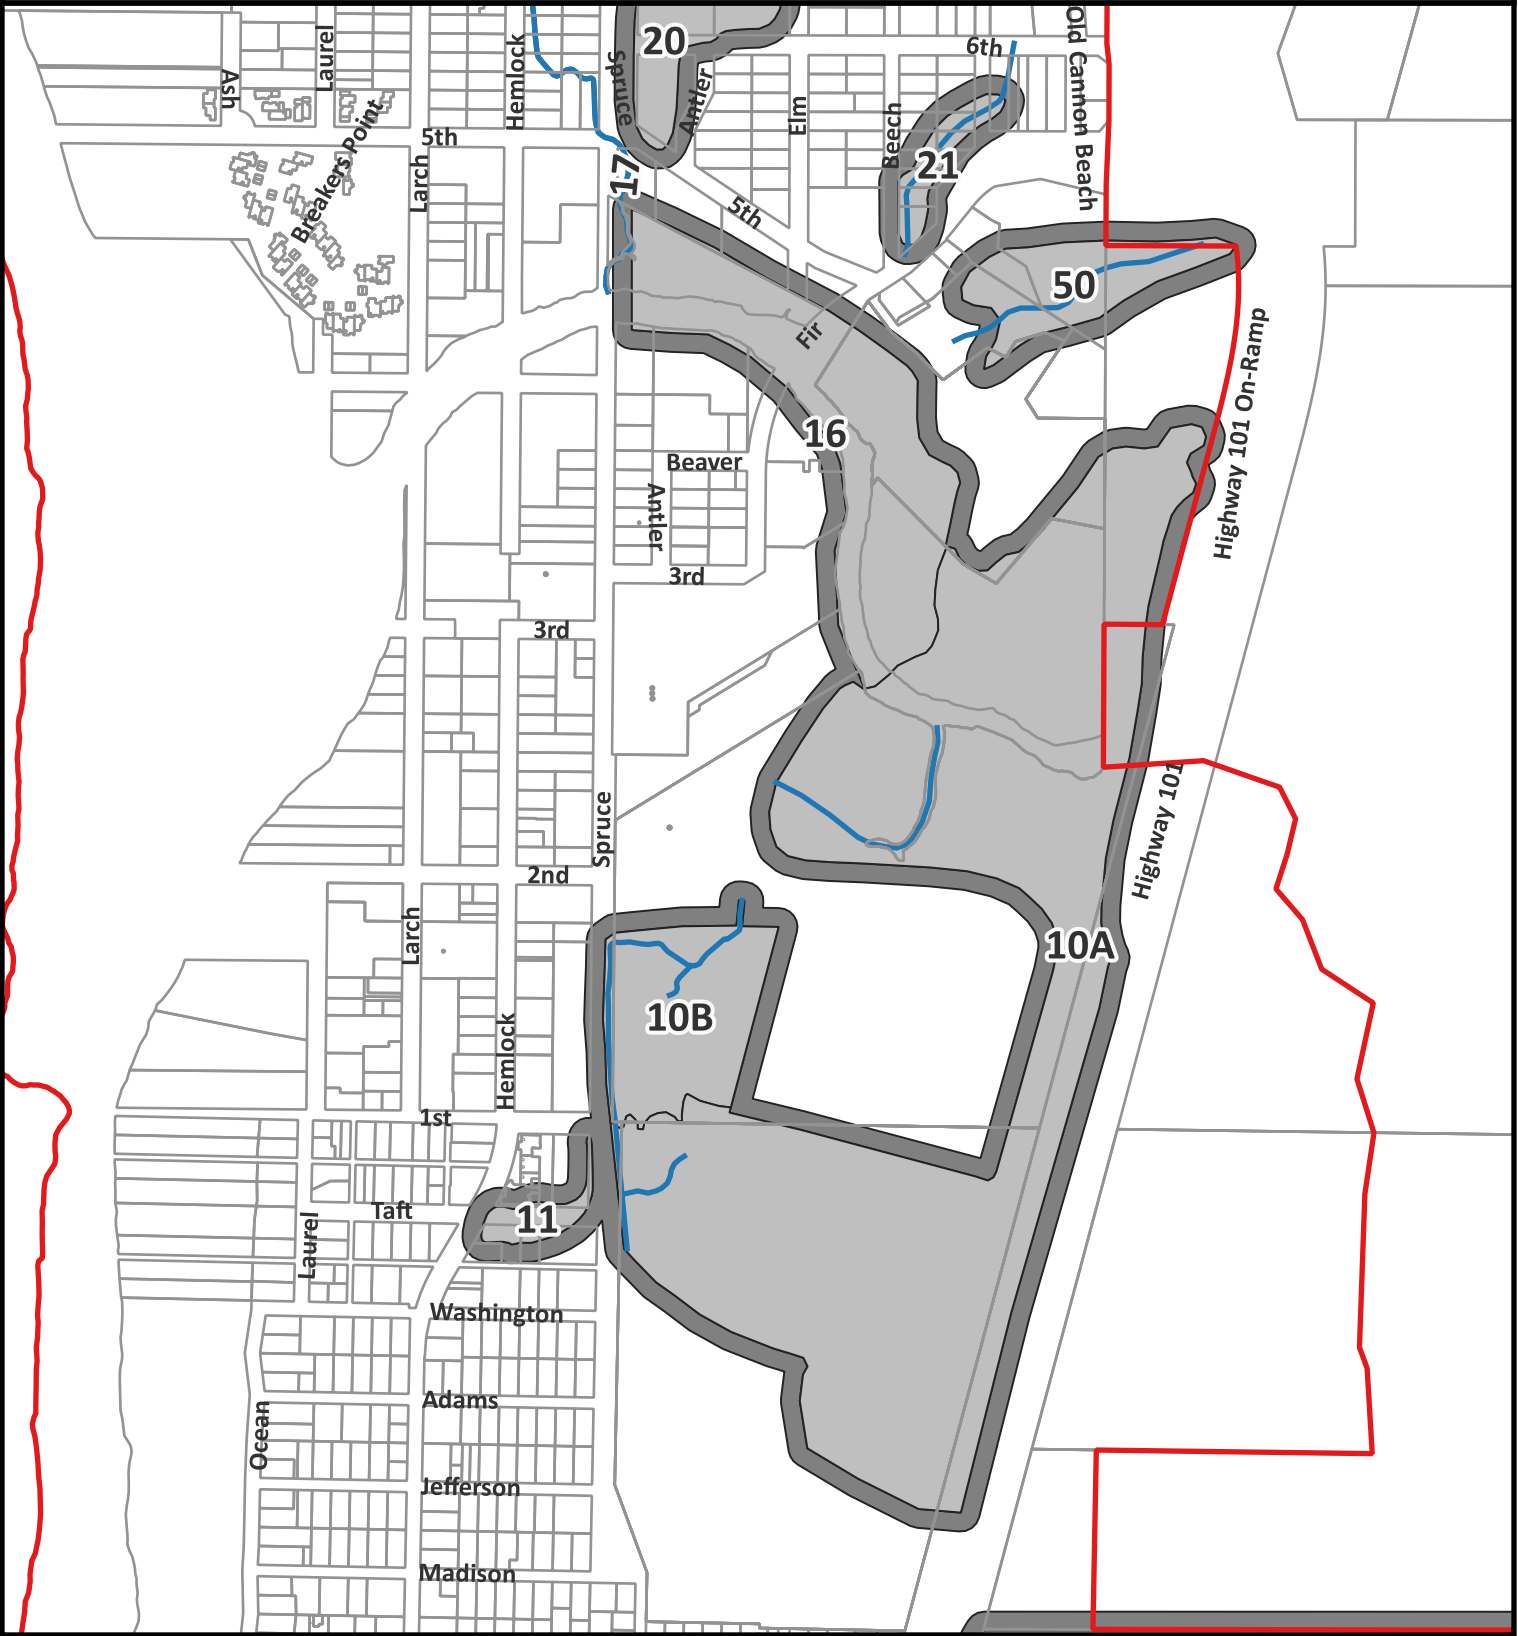 20
Laurel
Hemlock
Spruce
Antler
6th
Old Cannon Beach
Ash
Elm
Beech
Breakers Point
5th
Larch
17
21
5th
50
Fir
Highway 101 On-Ramp
16
Beaver
Antler
3rd
3rd
Highway 101
Spruce
2nd
Larch
10A
10B
Hemlock
1st
Taft
11
Laurel
Washington
Adams
Ocean
Jefferson
Madison